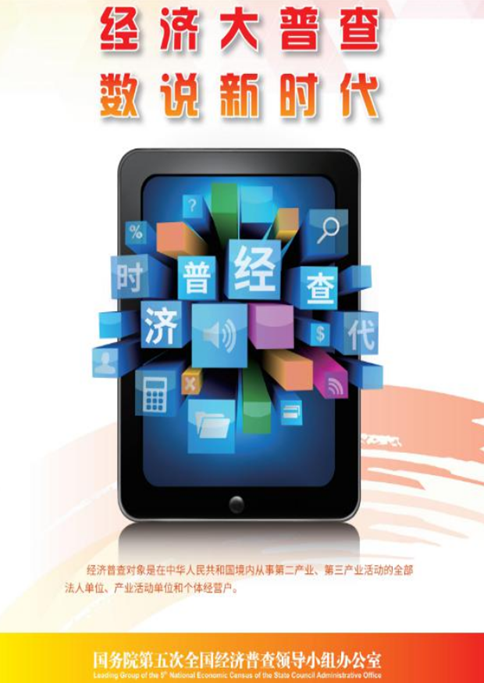 经济大普查
数说新时代
?
%
时
普
经
查
济
$
代
经济普查对象是在中华人民共和国境内从事第二产业、第三产业活动的全部
法人单位、产业活动单位和个体经营户。
国务院第五次全国经济普查领导小组办公室
Leading Group of the 5th National Economic Census of the State Council Administrative Office